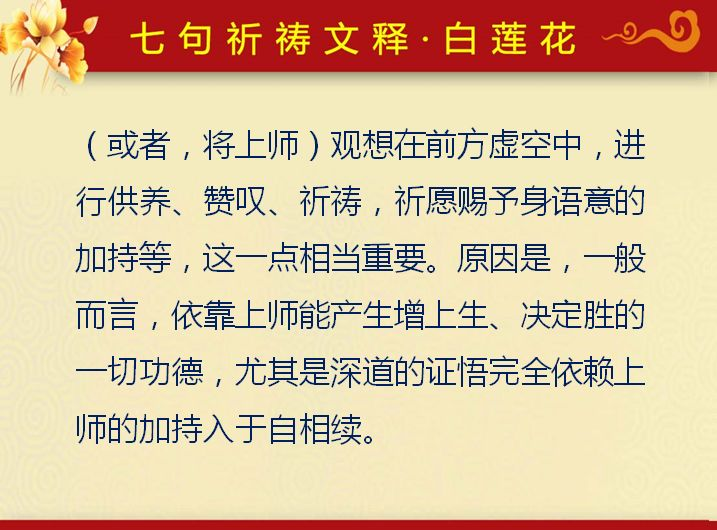 七句祈祷文释·白莲花
（或者，将上师）观想在前方虚空中，进
行供养、赞叹、祈祷，祈愿赐予身语意的
加持等，这一点相当重要。原因是，一般
而言，依靠上师能产生增上生、决定胜的
一切功德，尤其是深道的证悟完全依赖上
师的加持入于自相续。